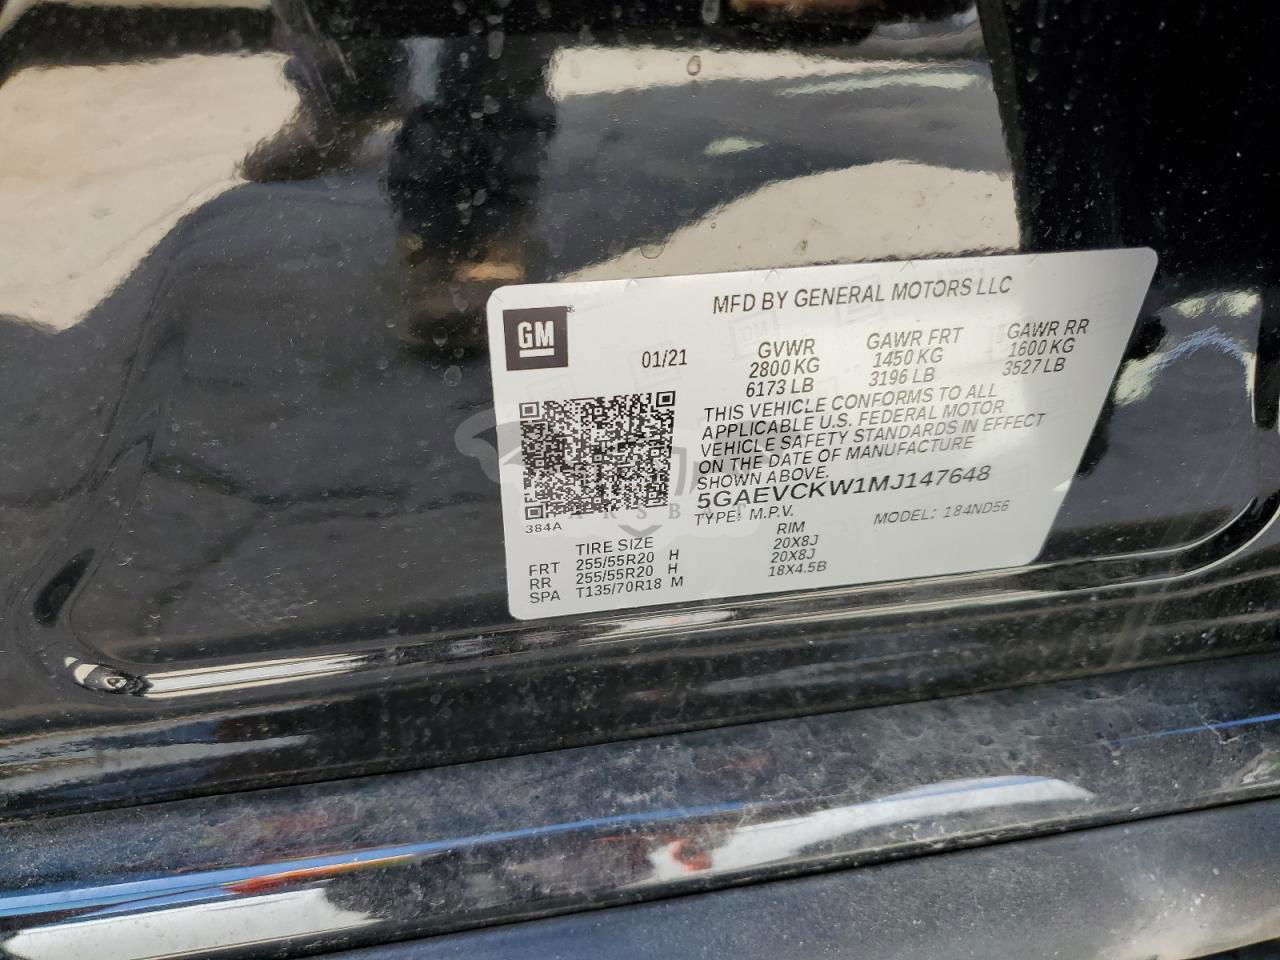 MFD BY GENERAL MOTORS LLC
GM
01/21
GVWR GAWR FRT GAWR RR
2800 KG 1450 KG 1600 KG
6173 LB 3196 LB 3527 LB
THIS VEHICLE CONFORMS TO ALL
APPLICABLE U.S. FEDERAL MOTOR
VEHICLE SAFETY STANDARDS IN EFFECT
ON THE DATE OF MANUFACTURE
SHOWN ABOVE.
5GAEVCKW1MJ147648
TYPE: M.P.V. MODEL: 184ND56
384A
TIRE SIZE RIM
FRT 255/55R20 H 20X8J
RR 255/55R20 H 20X8J
SPA T135/70R18 M 18X4.5B